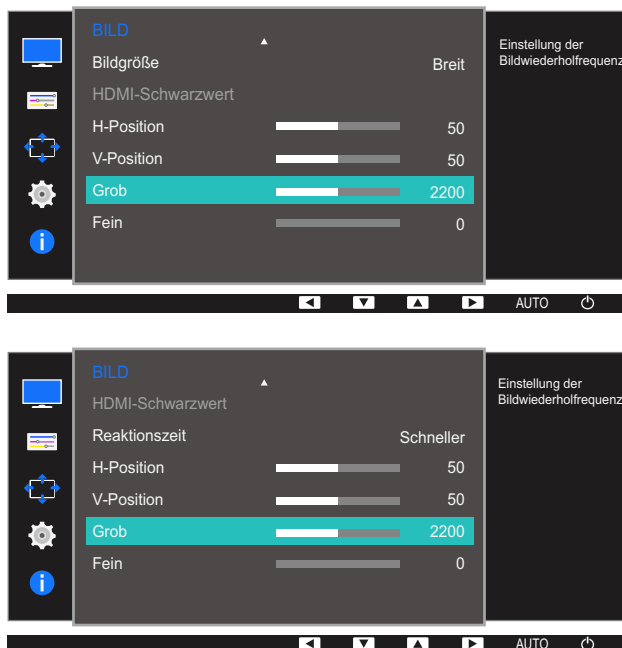 BILD
Bildgröße Breit
HDMI-Schwarzwert
H-Position 50
V-Position 50
Grob 2200
Fein 0
Einstellung der
Bildwiederholfrequenz
AUTO
BILD
HDMI-Schwarzwert
Reaktionszeit Schneller
H-Position 50
V-Position 50
Grob 2200
Fein 0
Einstellung der
Bildwiederholfrequenz
AUTO